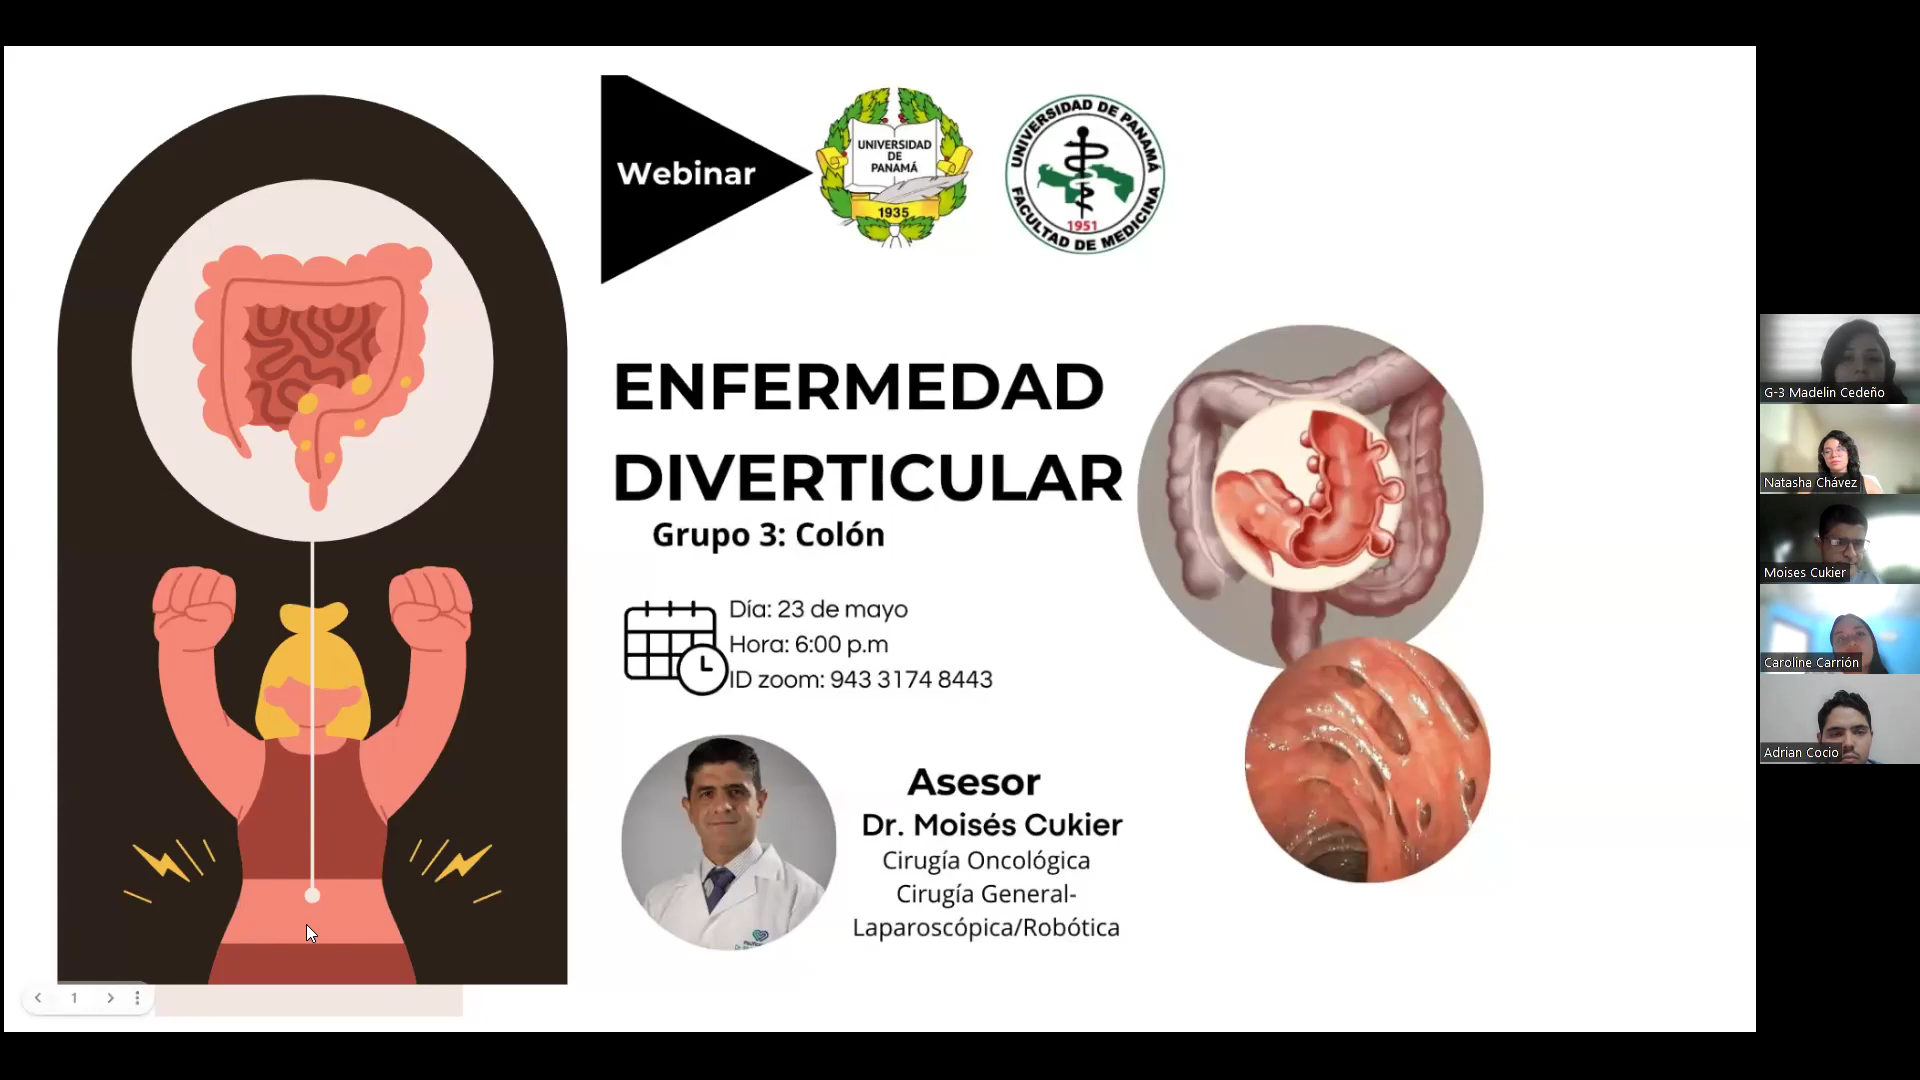 Webinar
UNIVERSIDAD
DE
PANAMÁ
1935
UNIVERSIDAD DE PANAMÁ
FACULTAD DE MEDICINA
1951
ENFERMEDAD
DIVERTICULAR
Grupo 3: Colón
Día: 23 de mayo
Hora: 6:00 p.m
ID zoom: 943 3174 8443
Asesor
Dr. Moisés Cukier
Cirugía Oncológica
Cirugía General-
Laparoscópica/Robótica
1
G-3 Madelin Cedeño
Natasha Chávez
Moises Cukier
Caroline Carrión
Adrian Cocio